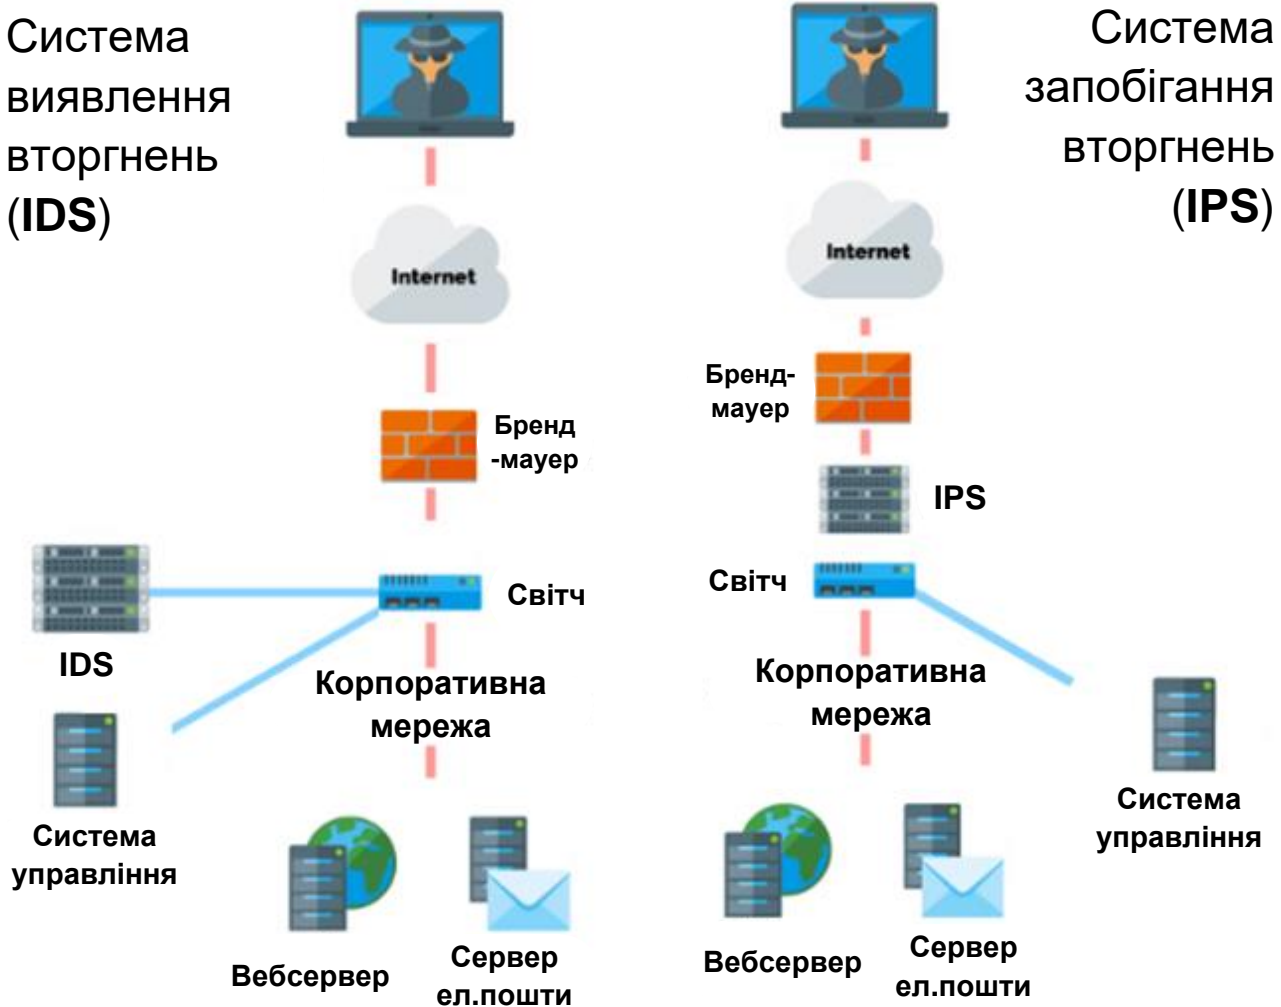 Система
виявлення
вторгнень
(IDS)
Internet
Бренд
-мауер
Світч
IDS
Корпоративна
мережа
Система
управління
Вебсервер
Сервер
ел.пошти
Система
запобігання
вторгнень
(IPS)
Internet
Бренд-
мауер
IPS
Світч
Корпоративна
мережа
Система
управління
Вебсервер
Сервер
ел.пошти